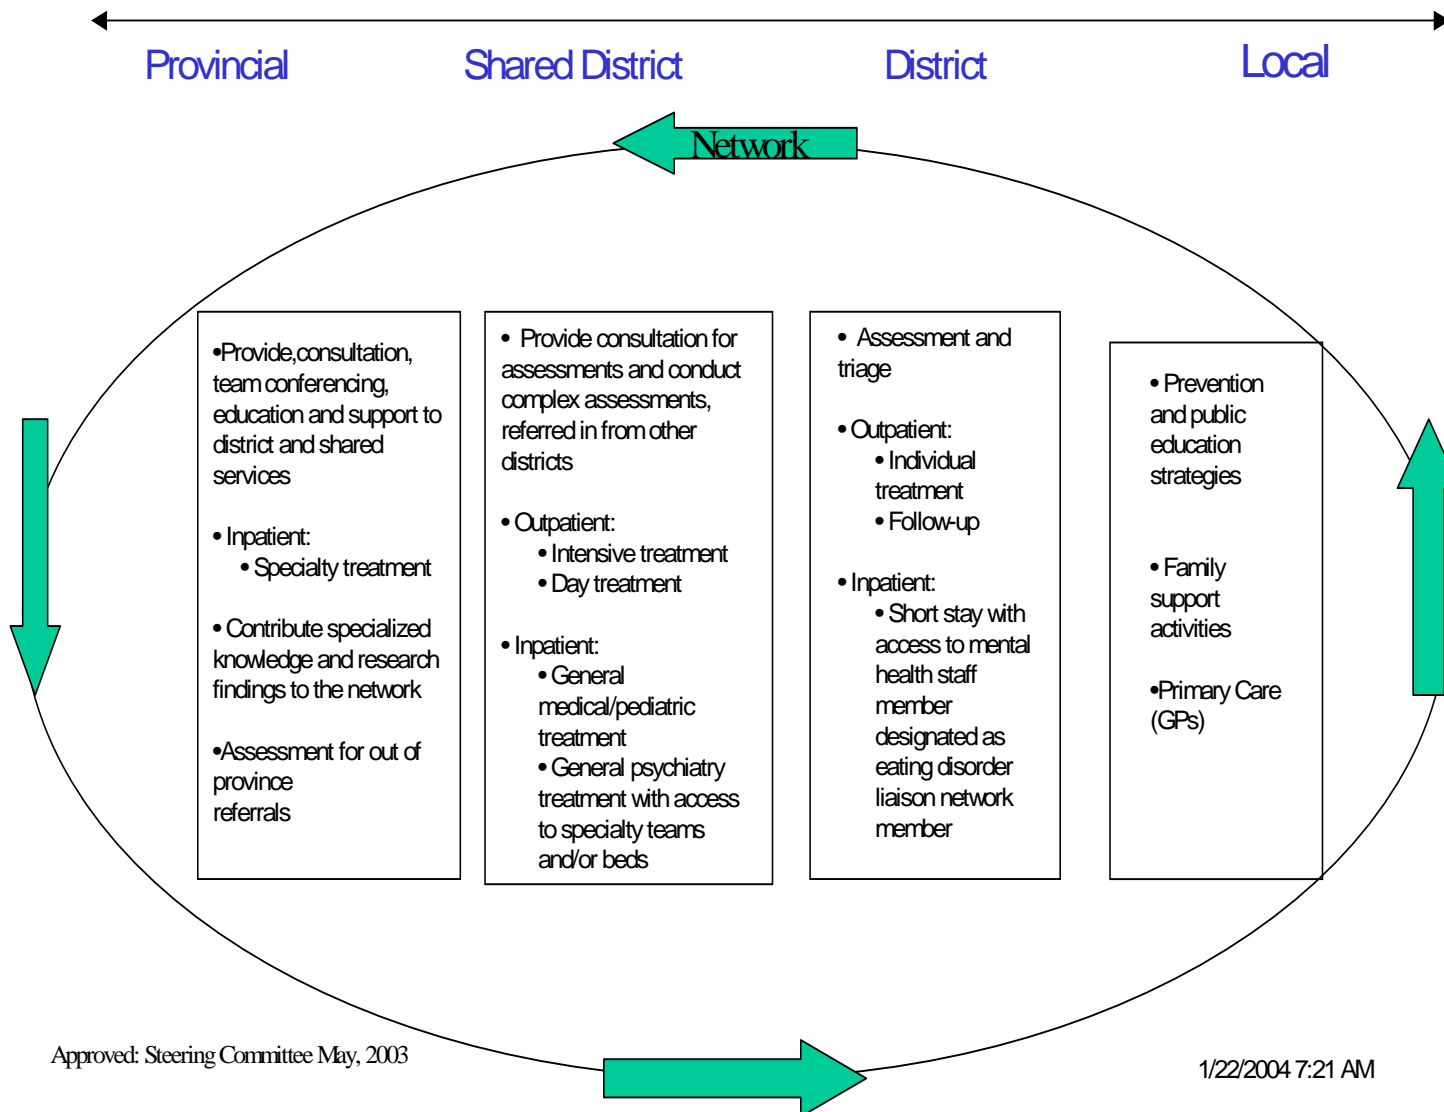 Provincial
Shared District
District
Local
Network
•Provide,consultation,
team conferencing,
education and support to
district and shared
services
• Inpatient:
• Specialty treatment
• Contribute specialized
knowledge and research
findings to the network
•Assessment for out of
province
referrals
• Provide consultation for
assessments and conduct
complex assessments,
referred in from other
districts
• Outpatient:
• Intensive treatment
• Day treatment
• Inpatient:
• General
medical/pediatric
treatment
• General psychiatry
treatment with access
to specialty teams
and/or beds
• Assessment and
triage
• Outpatient:
• Individual
treatment
• Follow-up
• Inpatient:
• Short stay with
access to mental
health staff
member
designated as
eating disorder
liaison network
member
• Prevention
and public
education
strategies
• Family
support
activities
•Primary Care
(GPs)
Approved: Steering Committee May, 2003
1/22/2004 7:21 AM